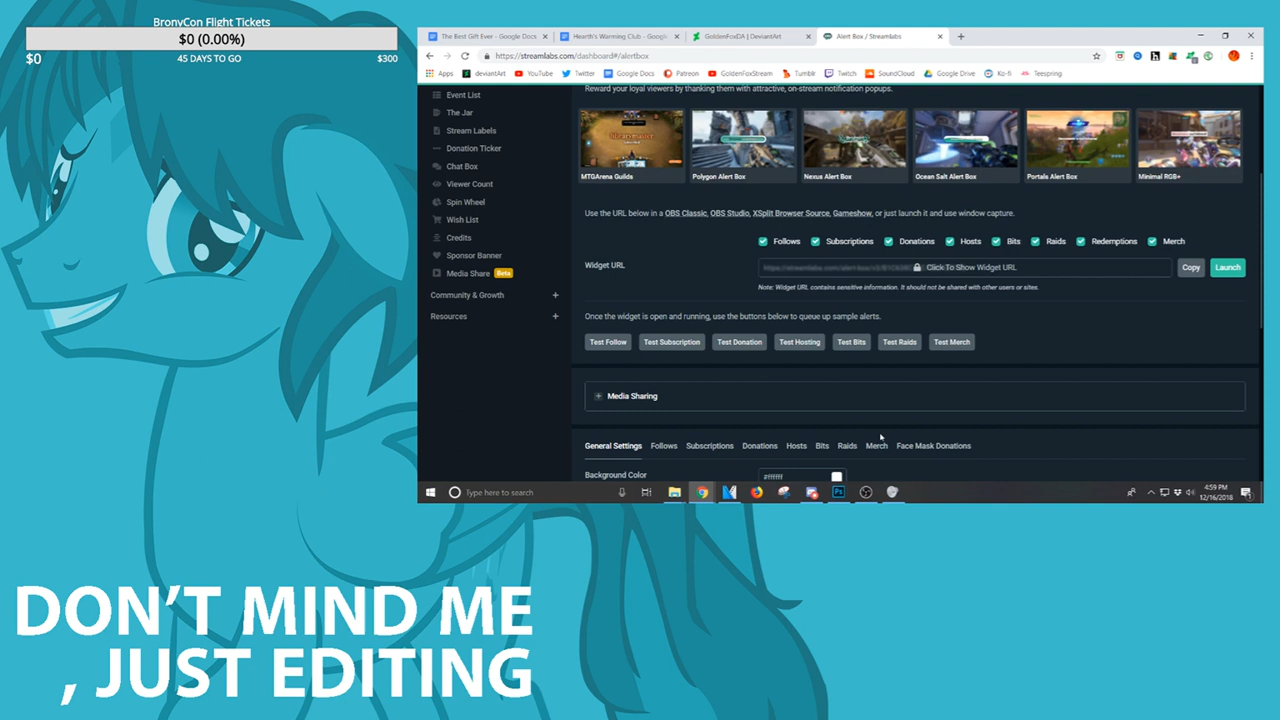 BronyCon Flight Tickets
$0 (0.00%)
$0 45 DAYS TO GO $300
The Best Gift Ever - Google Docs
Hearth's Warming Club - Google
GoldenFoxDA | DeviantArt
Alert Box / Streamlabs
https://streamlabs.com/dashboard#/alertbox
Apps deviantArt YouTube Twitter Google Docs Patreon GoldenFoxStream Tumblr Twitch SoundCloud Google Drive Ko-fi Teespring
Event List
The Jar
Stream Labels
Donation Ticker
Chat Box
Viewer Count
Spin Wheel
Wish List
Credits
Sponsor Banner
Media Share Beta
Community & Growth +
Resources +
Reward your loyal viewers by thanking them with attractive, on-stream notification popups.
MTGArena Guilds Polygon Alert Box Nexus Alert Box Ocean Salt Alert Box Portals Alert Box Minimal RGB+
Use the URL below in a OBS Classic, OBS Studio, XSplit Browser Source, Gameshow, or just launch it and use window capture.
Follows Subscriptions Donations Hosts Bits Raids Redemptions Merch
Widget URL Click To Show Widget URL Copy Launch
Note: Widget URL contains sensitive information. It should not be shared with other users or sites.
Once the widget is open and running, use the buttons below to queue up sample alerts.
Test Follow Test Subscription Test Donation Test Hosting Test Bits Test Raids Test Merch
+ Media Sharing
General Settings Follows Subscriptions Donations Hosts Bits Raids Merch Face Mask Donations
Background Color #ffffff
Type here to search
4:59 PM
12/16/2018
DON'T MIND ME
, JUST EDITING